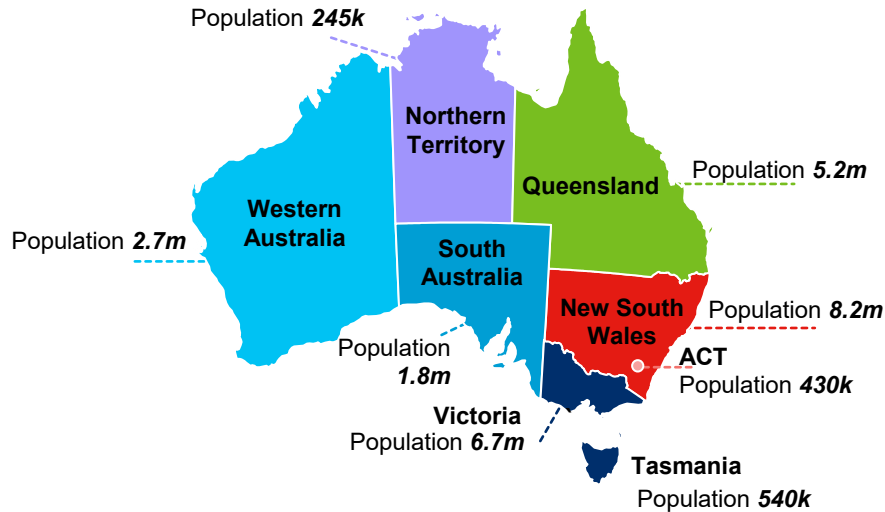 Population 245k
Northern
Territory
Population 5.2m
Queensland
Western
Australia
Population 2.7m
South
Australia
New South
Wales
Population 8.2m
Population
1.8m
ACT
Population 430k
Victoria
Population 6.7m
Tasmania
Population 540k